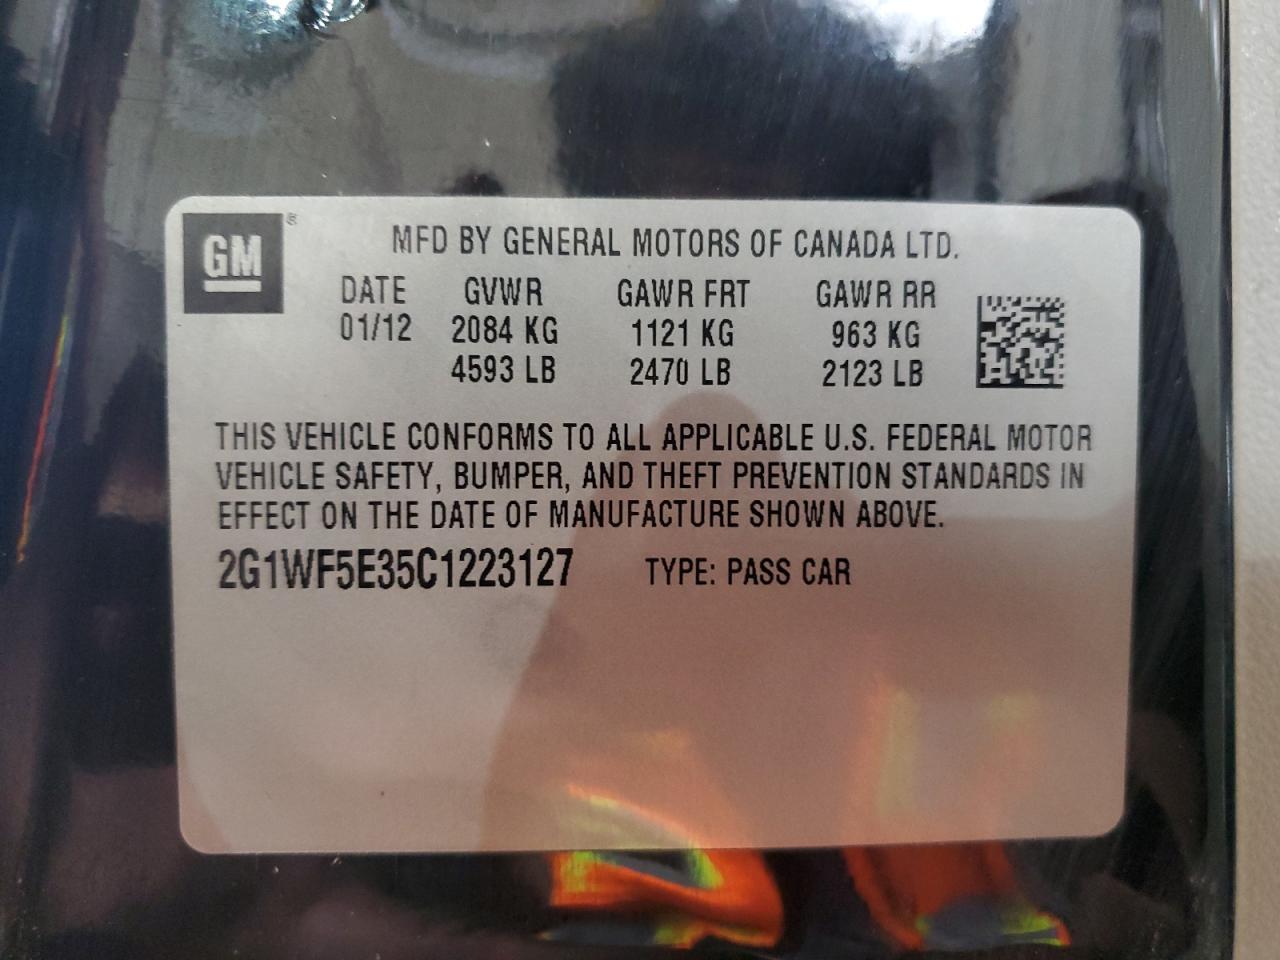 GM®
MFD BY GENERAL MOTORS OF CANADA LTD.
DATE GVWR GAWR FRT GAWR RR
01/12 2084 KG 1121 KG 963 KG
4593 LB 2470 LB 2123 LB
THIS VEHICLE CONFORMS TO ALL APPLICABLE U.S. FEDERAL MOTOR
VEHICLE SAFETY, BUMPER, AND THEFT PREVENTION STANDARDS IN
EFFECT ON THE DATE OF MANUFACTURE SHOWN ABOVE.
2G1WF5E35C1223127 TYPE: PASS CAR